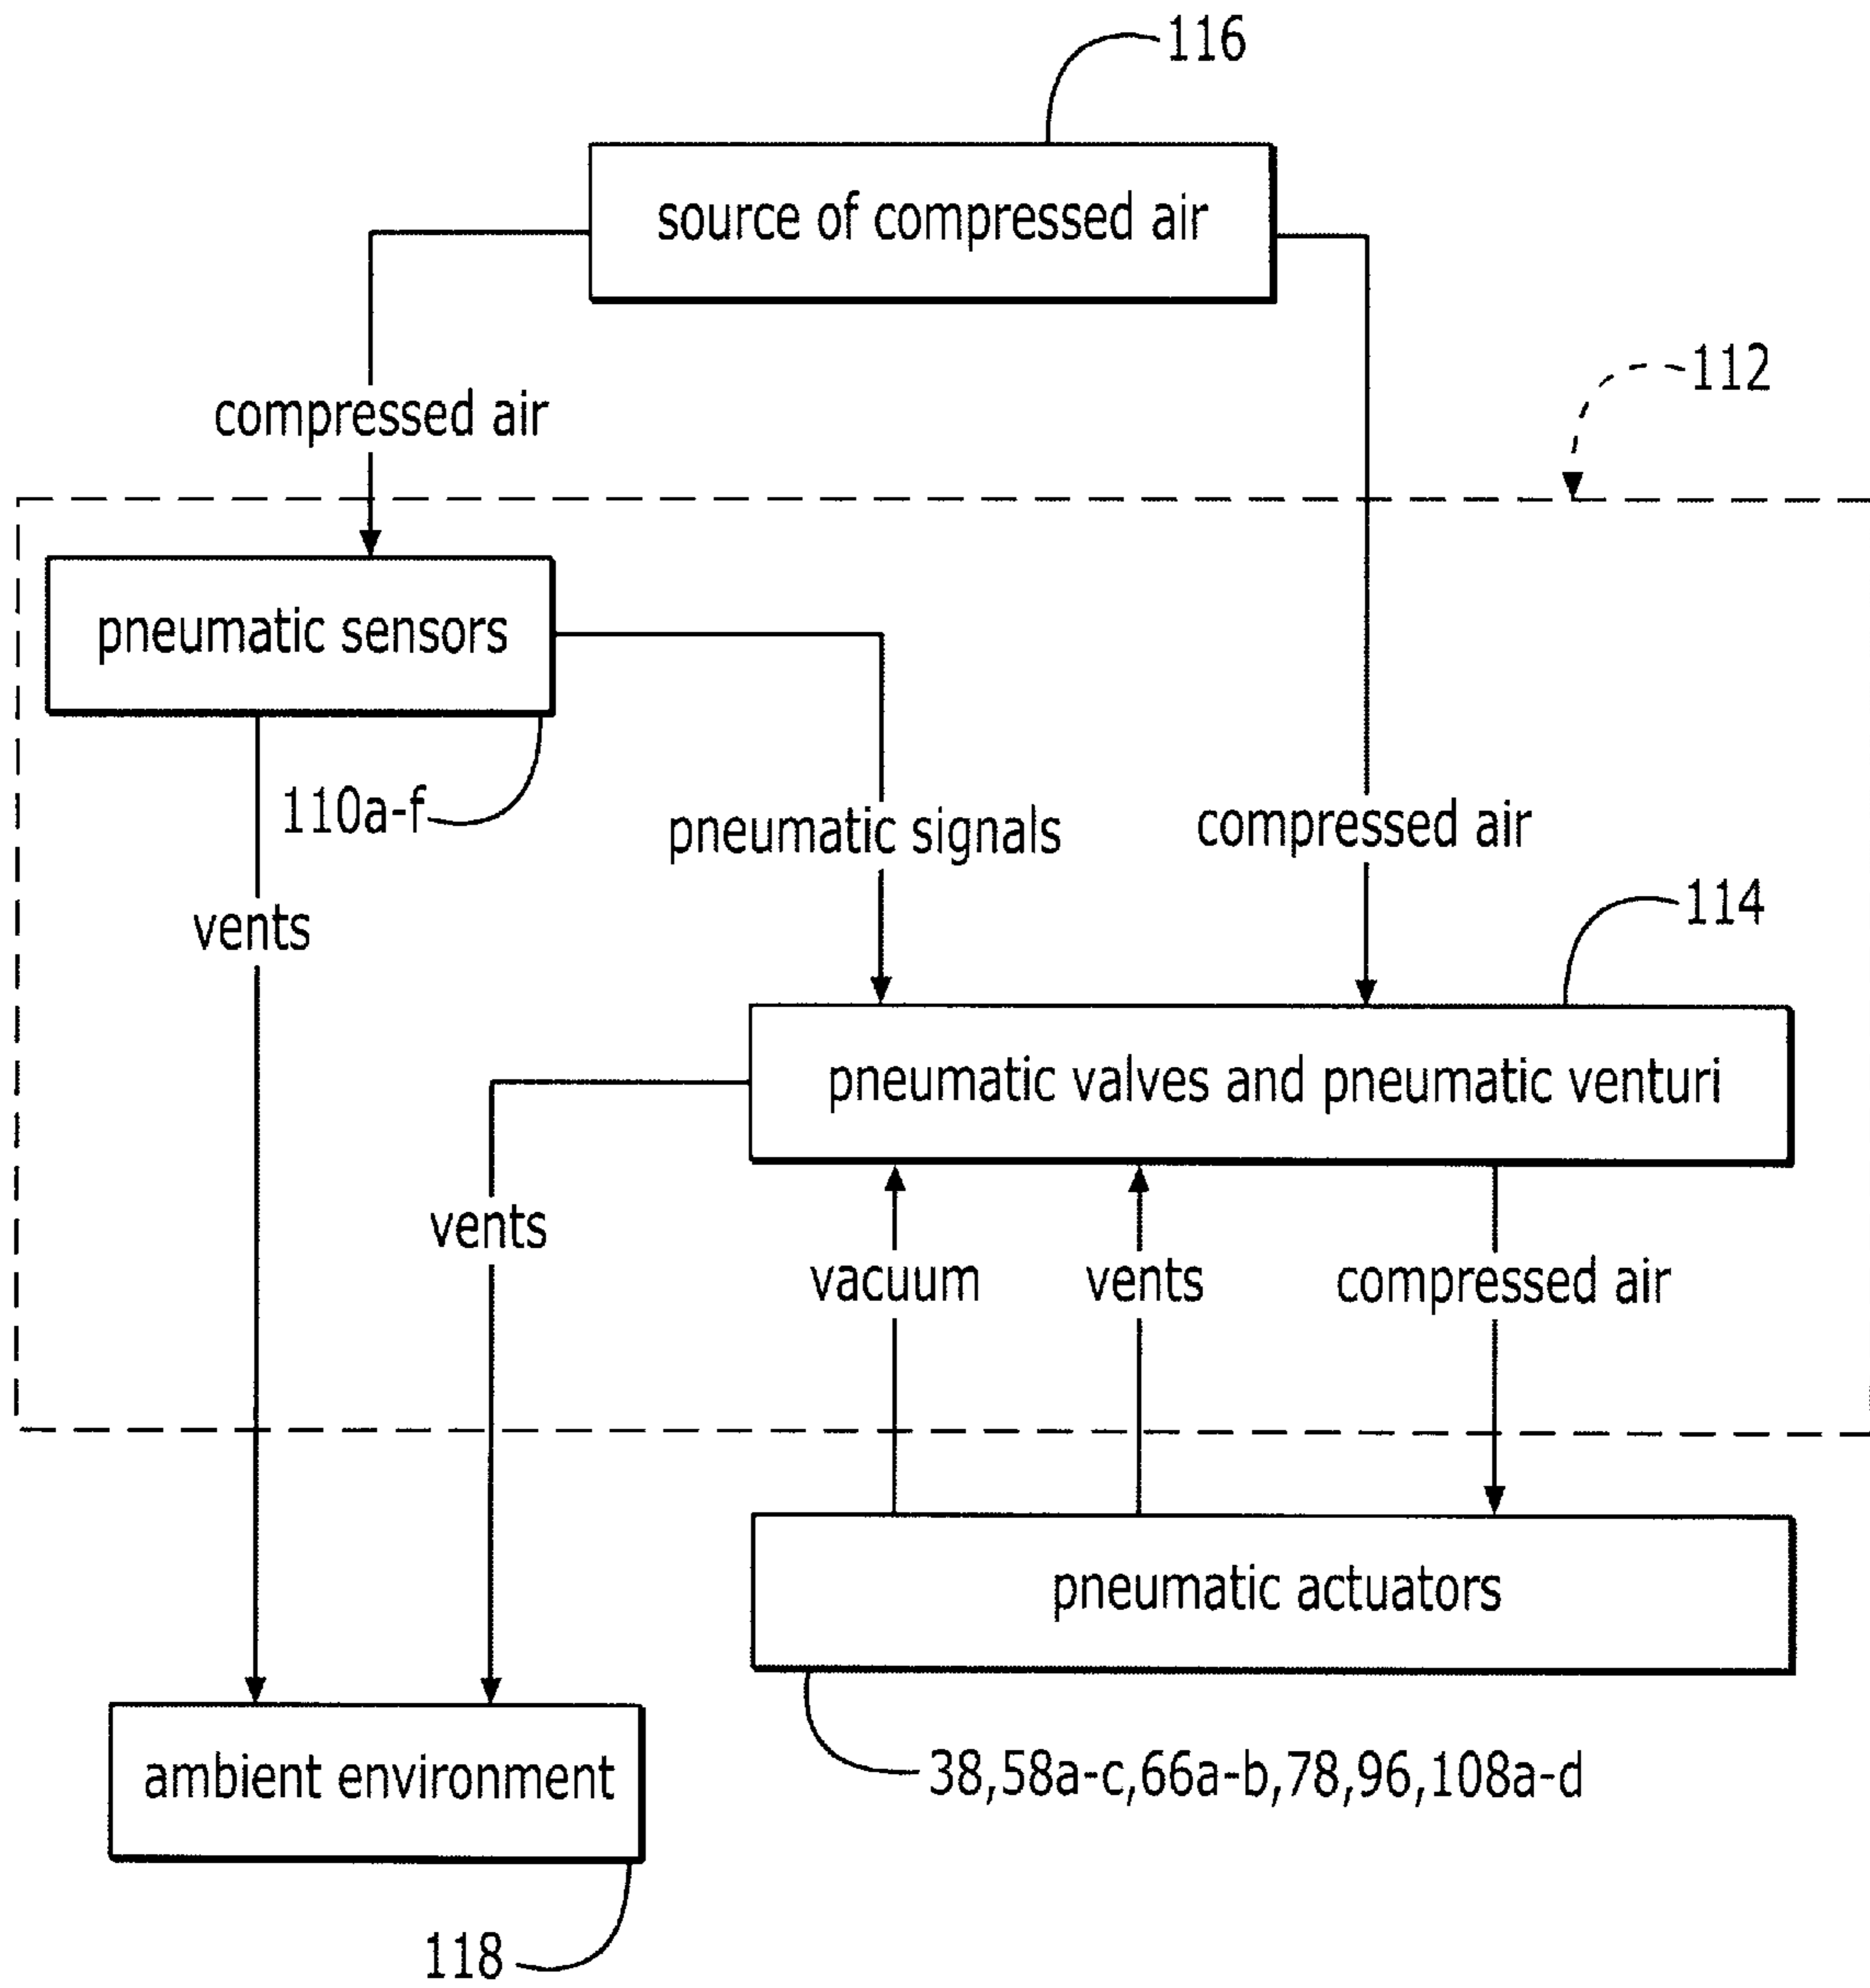 116
source of compressed air
112
compressed air
pneumatic sensors
110a-f
pneumatic signals
compressed air
114
vents
pneumatic valves and pneumatic venturi
vents
vacuum
vents
compressed air
pneumatic actuators
ambient environment
38,58a-c,66a-b,78,96,108a-d
118